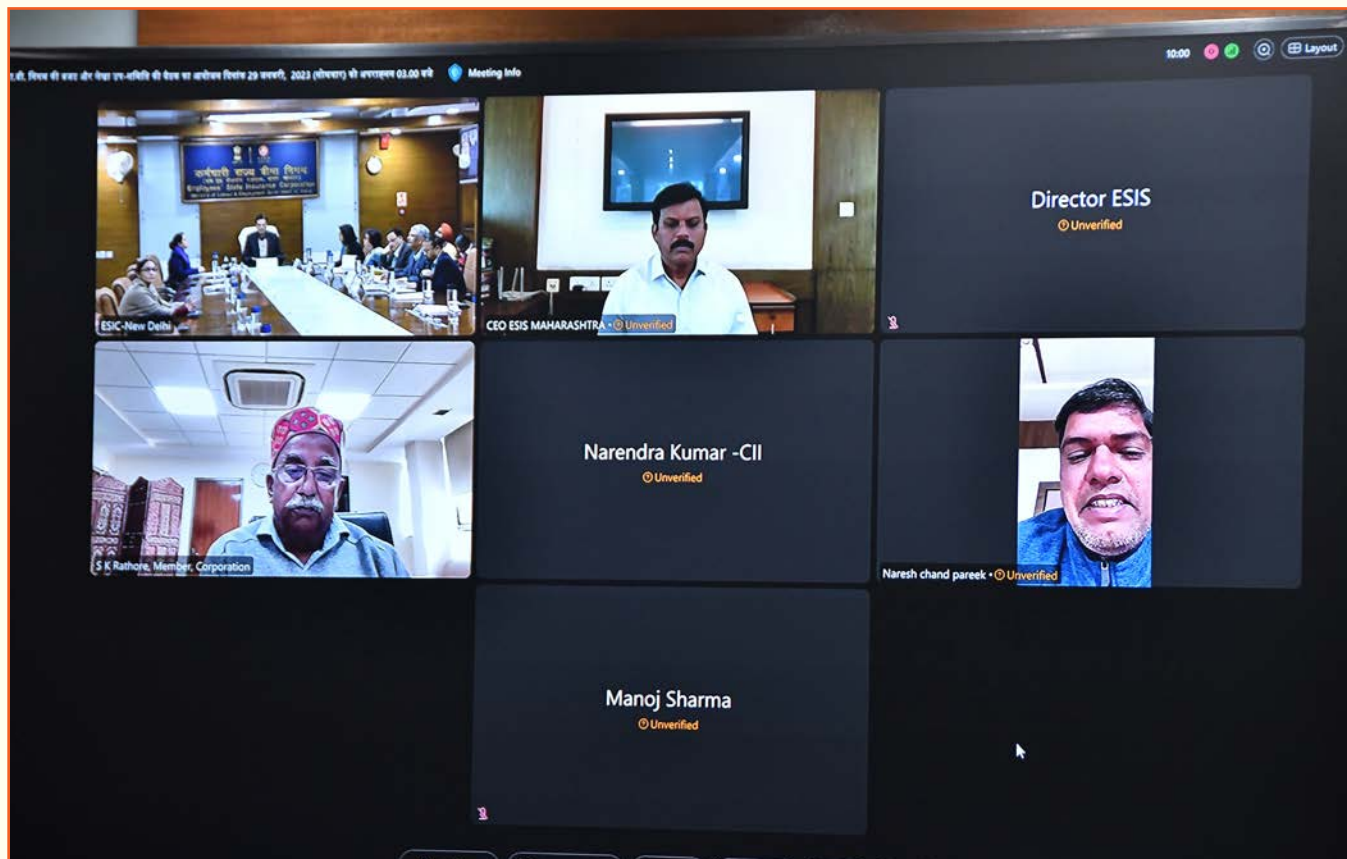 .बी. निगम की बजट और लेखा उप-समिति की बैठक का आयोजन दिनांक 29 जनवरी, 2023 (सोमवार) को अपराह्न 03.00 बजे
Meeting Info
10:00
Layout
कर्मचारी राज्य बीमा निगम
Employees' State Insurance Corporation
ESIC-New Delhi
CEO ESIS MAHARASHTRA • Unverified
Director ESIS
Unverified
S K Rathore, Member, Corporation
Narendra Kumar -CII
Unverified
Naresh chand pareek • Unverified
Manoj Sharma
Unverified